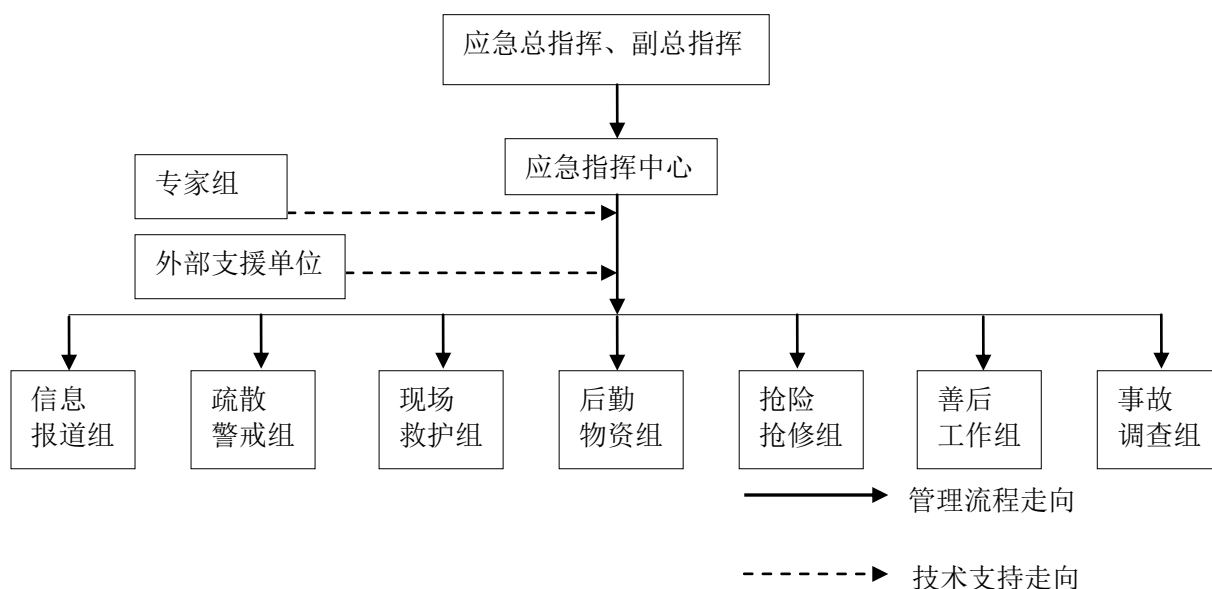 应急总指挥、副总指挥
应急指挥中心
专家组
外部支援单位
信息
报道组
疏散
警戒组
现场
救护组
后勤
物资组
抢险
抢修组
善后
工作组
事故
调查组
管理流程走向
技术支持走向